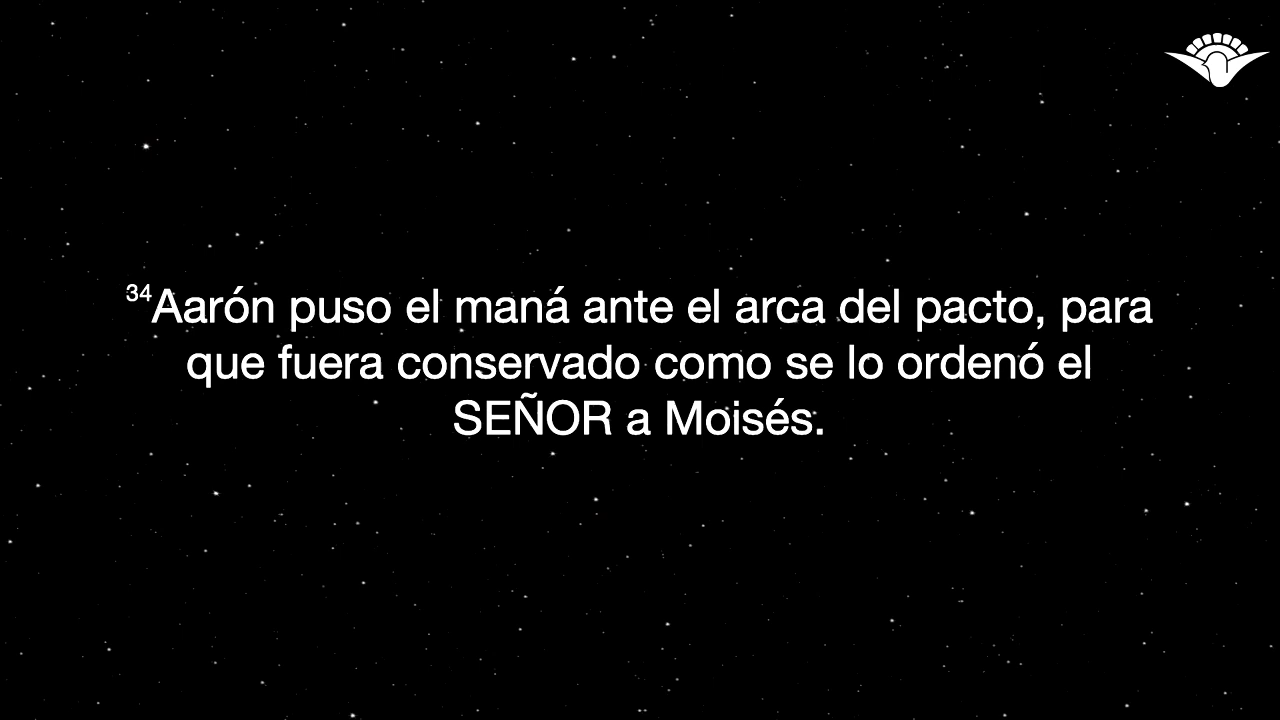 34Aarón puso el maná ante el arca del pacto, para
que fuera conservado como se lo ordenó el
SEÑOR a Moisés.